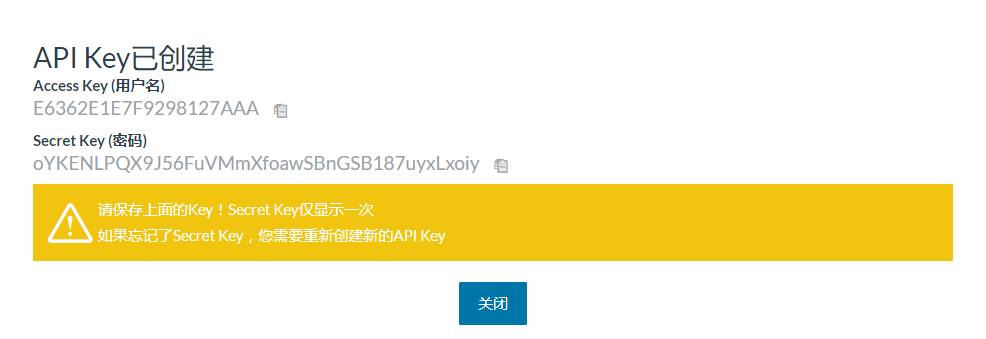 API Key已创建
Access Key (用户名)
E6362E1E7F9298127AAA
Secret Key (密码)
oYKENLPQX9J56FuVMmXfoawSBnGSB187uyxLxoiy
请保存上面的Key！Secret Key仅显示一次
如果忘记了Secret Key，您需要重新创建新的API Key
关闭